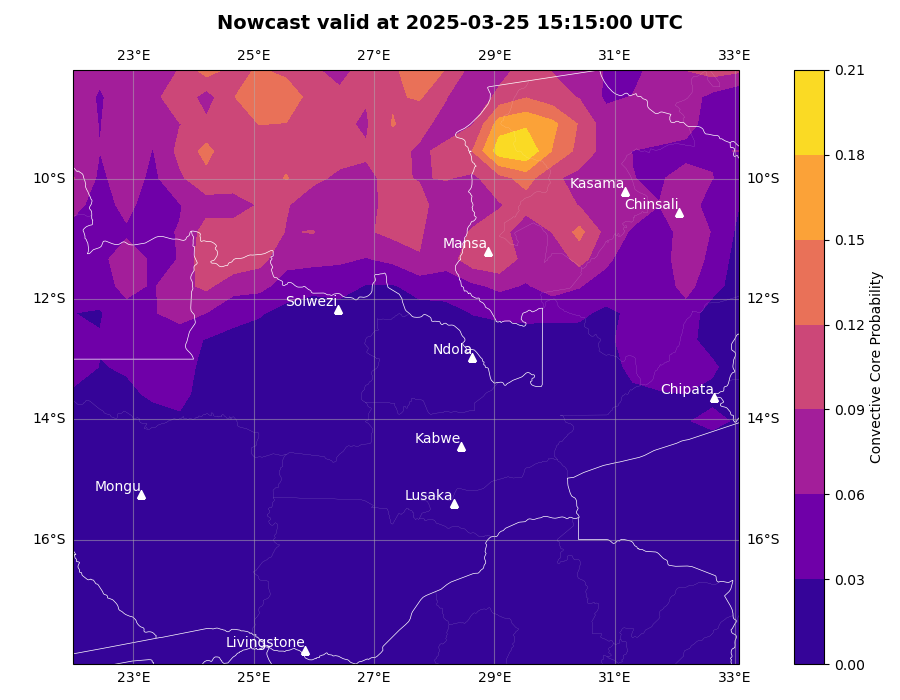 Nowcast valid at 2025-03-25 15:15:00 UTC
23°E 25°E 27°E 29°E 31°E 33°E
0.21
0.18
10°S Kasama 10°S
Chinsali
0.15
Mansa
12°S Solwezi 12°S
0.12
Ndola
Chipata
0.09
14°S 14°S
Kabwe
Mongu
Lusaka
0.06
16°S 16°S
0.03
Livingstone
0.00
23°E 25°E 27°E 29°E 31°E 33°E
Convective Core Probability